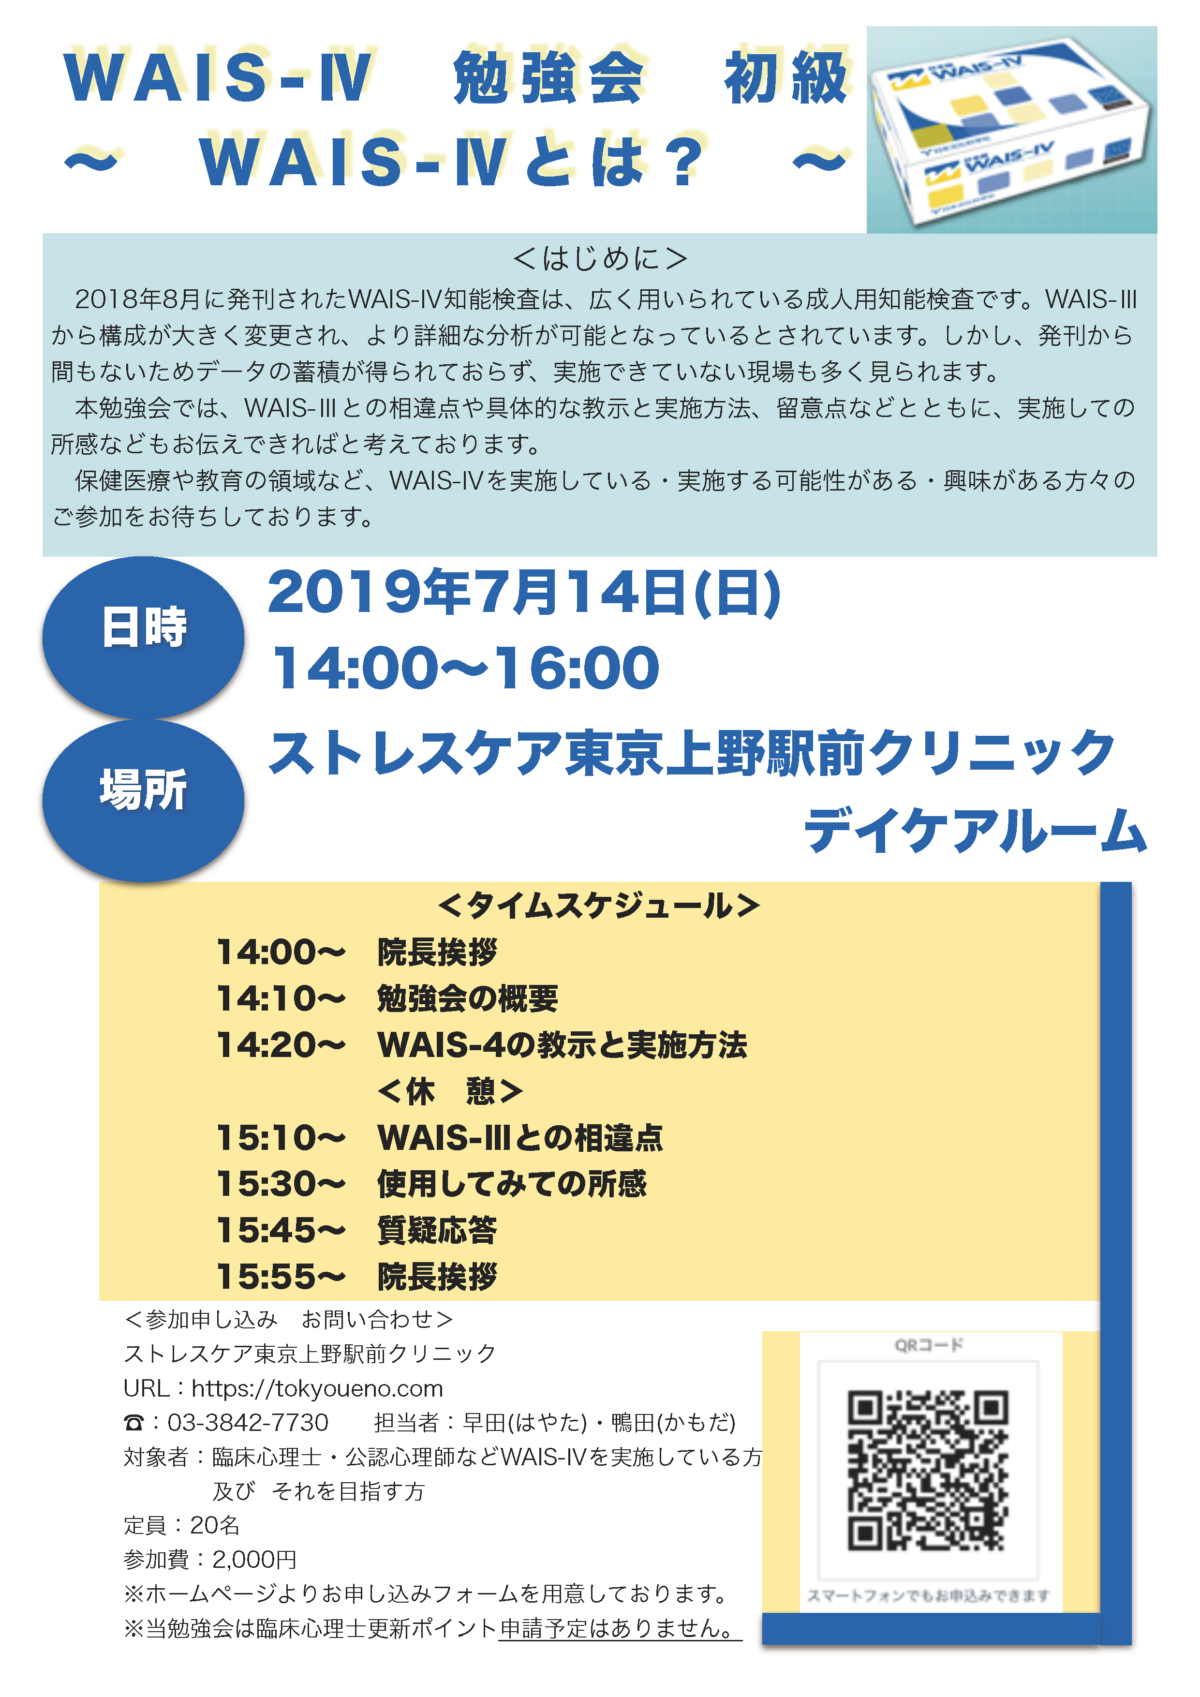 WAIS-Ⅳ　勉強会　初級
～　WAIS-Ⅳとは？　～
WAIS-IV
WAIS-IV
＜はじめに＞
2018年8月に発刊されたWAIS-IV知能検査は、広く用いられている成人用知能検査です。WAIS-Ⅲ
から構成が大きく変更され、より詳細な分析が可能となっているとされています。しかし、発刊から
間もないためデータの蓄積が得られておらず、実施できていない現場も多く見られます。
本勉強会では、WAIS-Ⅲとの相違点や具体的な教示と実施方法、留意点などとともに、実施しての
所感などもお伝えできればと考えております。
保健医療や教育の領域など、WAIS-IVを実施している・実施する可能性がある・興味がある方々の
ご参加をお待ちしております。
日時
2019年7月14日(日)
14:00〜16:00
場所
ストレスケア東京上野駅前クリニック
デイケアルーム
＜タイムスケジュール＞
14:00〜　院長挨拶
14:10〜　勉強会の概要
14:20〜　WAIS-4の教示と実施方法
＜休　憩＞
15:10〜　WAIS-Ⅲとの相違点
15:30〜　使用してみての所感
15:45〜　質疑応答
15:55〜　院長挨拶
＜参加申し込み　お問い合わせ＞
ストレスケア東京上野駅前クリニック
URL：https://tokyoueno.com
☎：03-3842-7730　　担当者：早田(はやた)・鴨田(かもだ)
対象者：臨床心理士・公認心理師などWAIS-IVを実施している方
及び　それを目指す方
定員：20名
参加費：2,000円
※ホームページよりお申し込みフォームを用意しております。
※当勉強会は臨床心理士更新ポイント申請予定はありません。
QRコード
スマートフォンでもお申込みできます